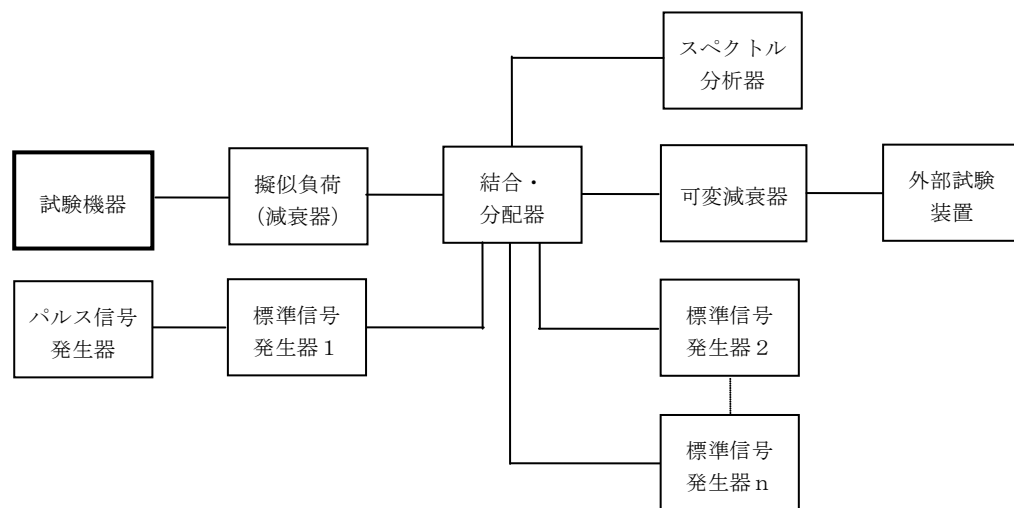 スペクトル
分析器
試験機器
擬似負荷
(減衰器)
結合・
分配器
可変減衰器
外部試験
装置
パルス信号
発生器
標準信号
発生器１
標準信号
発生器２
標準信号
発生器ｎ